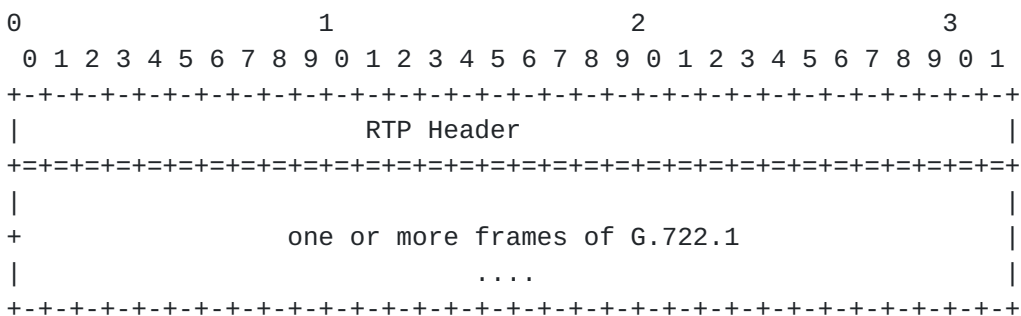 0                   1                   2                   3
 0 1 2 3 4 5 6 7 8 9 0 1 2 3 4 5 6 7 8 9 0 1 2 3 4 5 6 7 8 9 0 1
+-+-+-+-+-+-+-+-+-+-+-+-+-+-+-+-+-+-+-+-+-+-+-+-+-+-+-+-+-+-+-+-+
|                      RTP Header                               |
+=+=+=+=+=+=+=+=+=+=+=+=+=+=+=+=+=+=+=+=+=+=+=+=+=+=+=+=+=+=+=+=+
|                                                               |
+                 one or more frames of G.722.1                 |
|                             ....                              |
+-+-+-+-+-+-+-+-+-+-+-+-+-+-+-+-+-+-+-+-+-+-+-+-+-+-+-+-+-+-+-+-+